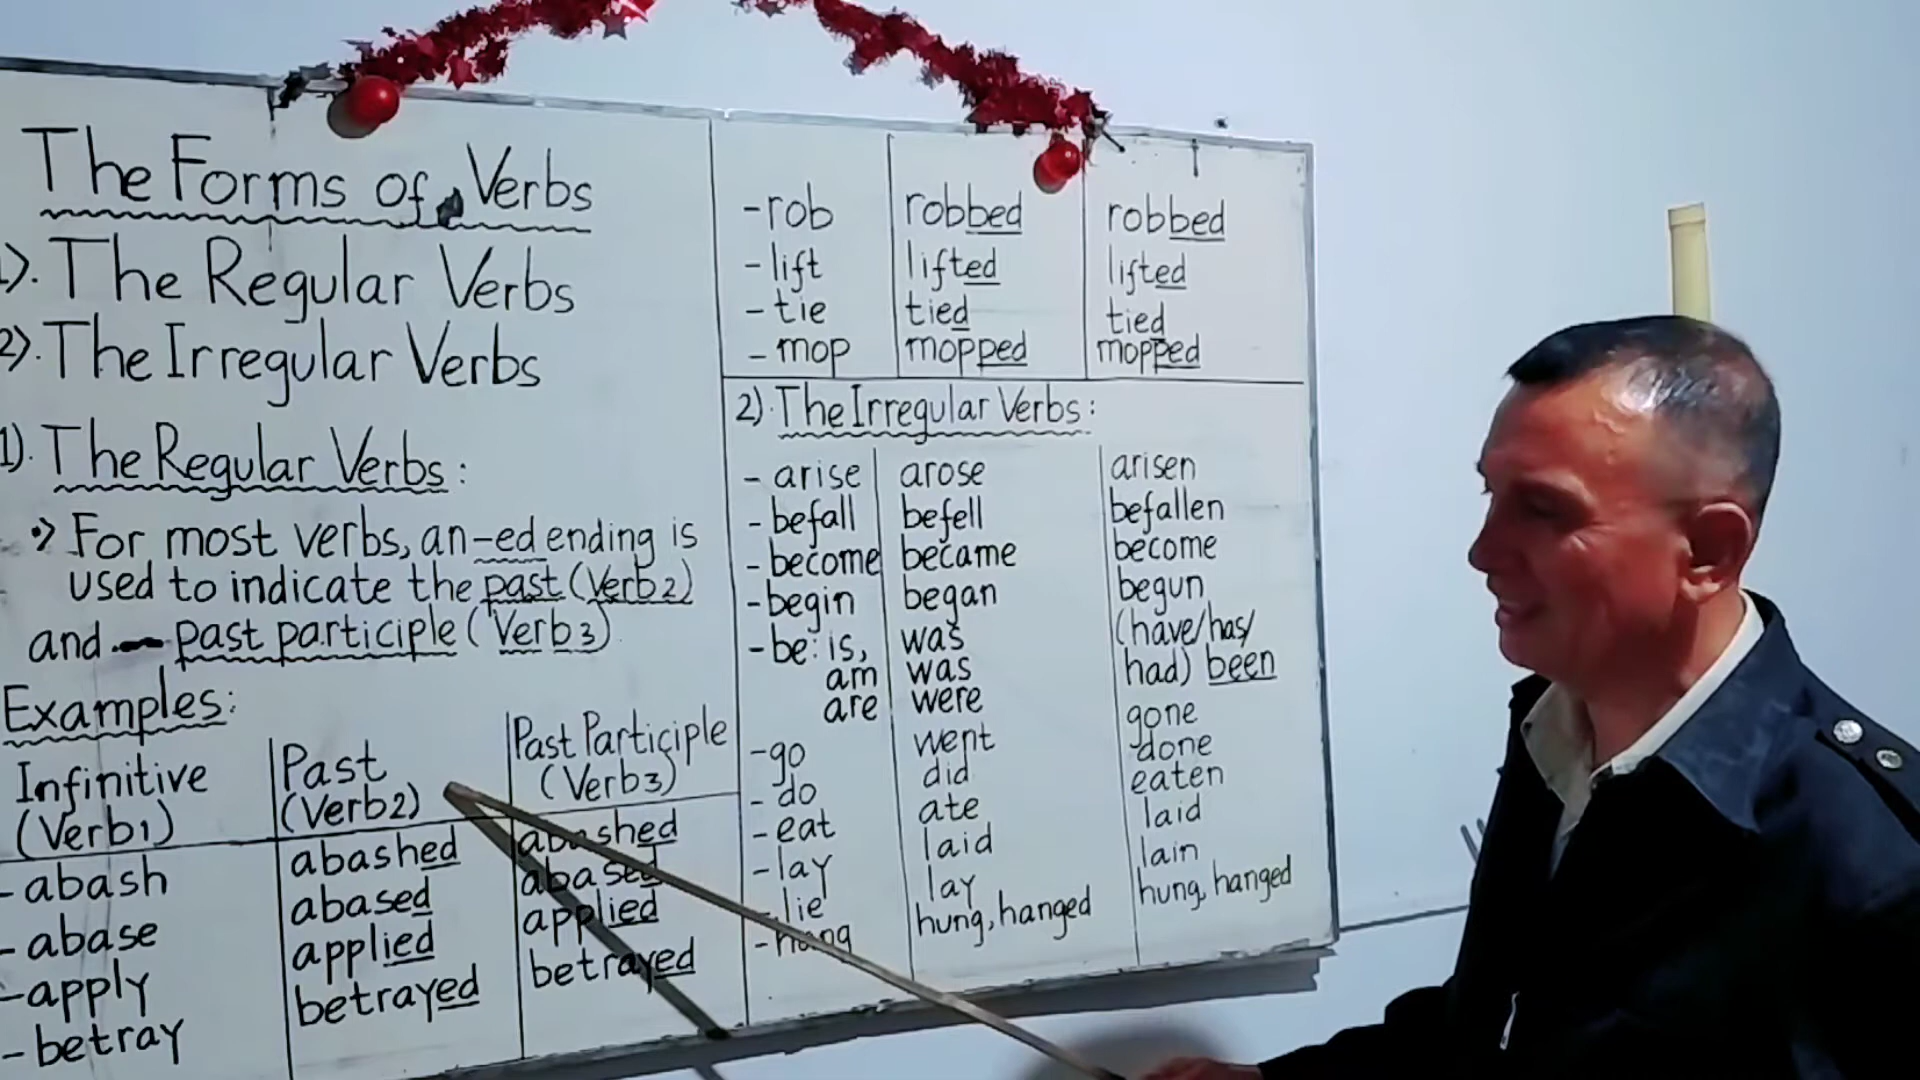 The Forms of Verbs
1). The Regular Verbs
2). The Irregular Verbs
1). The Regular Verbs:
•> For most verbs, an -ed ending is
used to indicate the past (Verb2)
and past participle (Verb3)
Examples:
Infinitive (Verb1) Past (Verb2) Past Participle (Verb3)
- abash abashed abashed
- abase abased abased
- apply applied applied
- betray betrayed betrayed
- rob robbed robbed
- lift lifted lifted
- tie tied tied
- mop mopped mopped
2). The Irregular Verbs:
- arise arose arisen
- befall befell befallen
- become became become
- begin began begun
- be: is, was (have/has/
am was had) been
are were
- go went gone
- do did done
- eat ate eaten
- lay laid laid
- lie lay lain
- hang hung, hanged hung, hanged